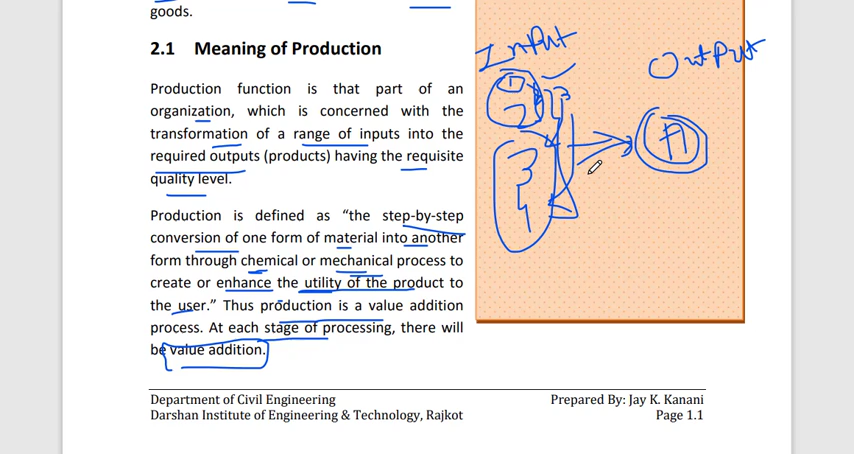 goods.
2.1 Meaning of Production
Production function is that part of an
organization, which is concerned with the
transformation of a range of inputs into the
required outputs (products) having the requisite
quality level.
Production is defined as “the step-by-step
conversion of one form of material into another
form through chemical or mechanical process to
create or enhance the utility of the product to
the user.” Thus production is a value addition
process. At each stage of processing, there will
be value addition.
Input
Output
1
2
3
3
4
A
Department of Civil Engineering Prepared By: Jay K. Kanani
Darshan Institute of Engineering & Technology, Rajkot Page 1.1